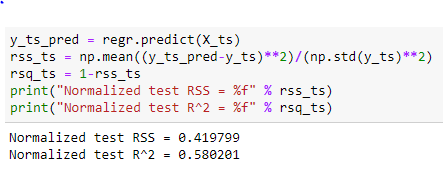 y_ts_pred = regr.predict(X_ts)
rss_ts = np.mean((y_ts_pred-y_ts)**2)/(np.std(y_ts)**2)
rsq_ts = 1-rss_ts
print("Normalized test RSS = %f" % rss_ts)
print("Normalized test R^2 = %f" % rsq_ts)
Normalized test RSS = 0.419799
Normalized test R^2 = 0.580201